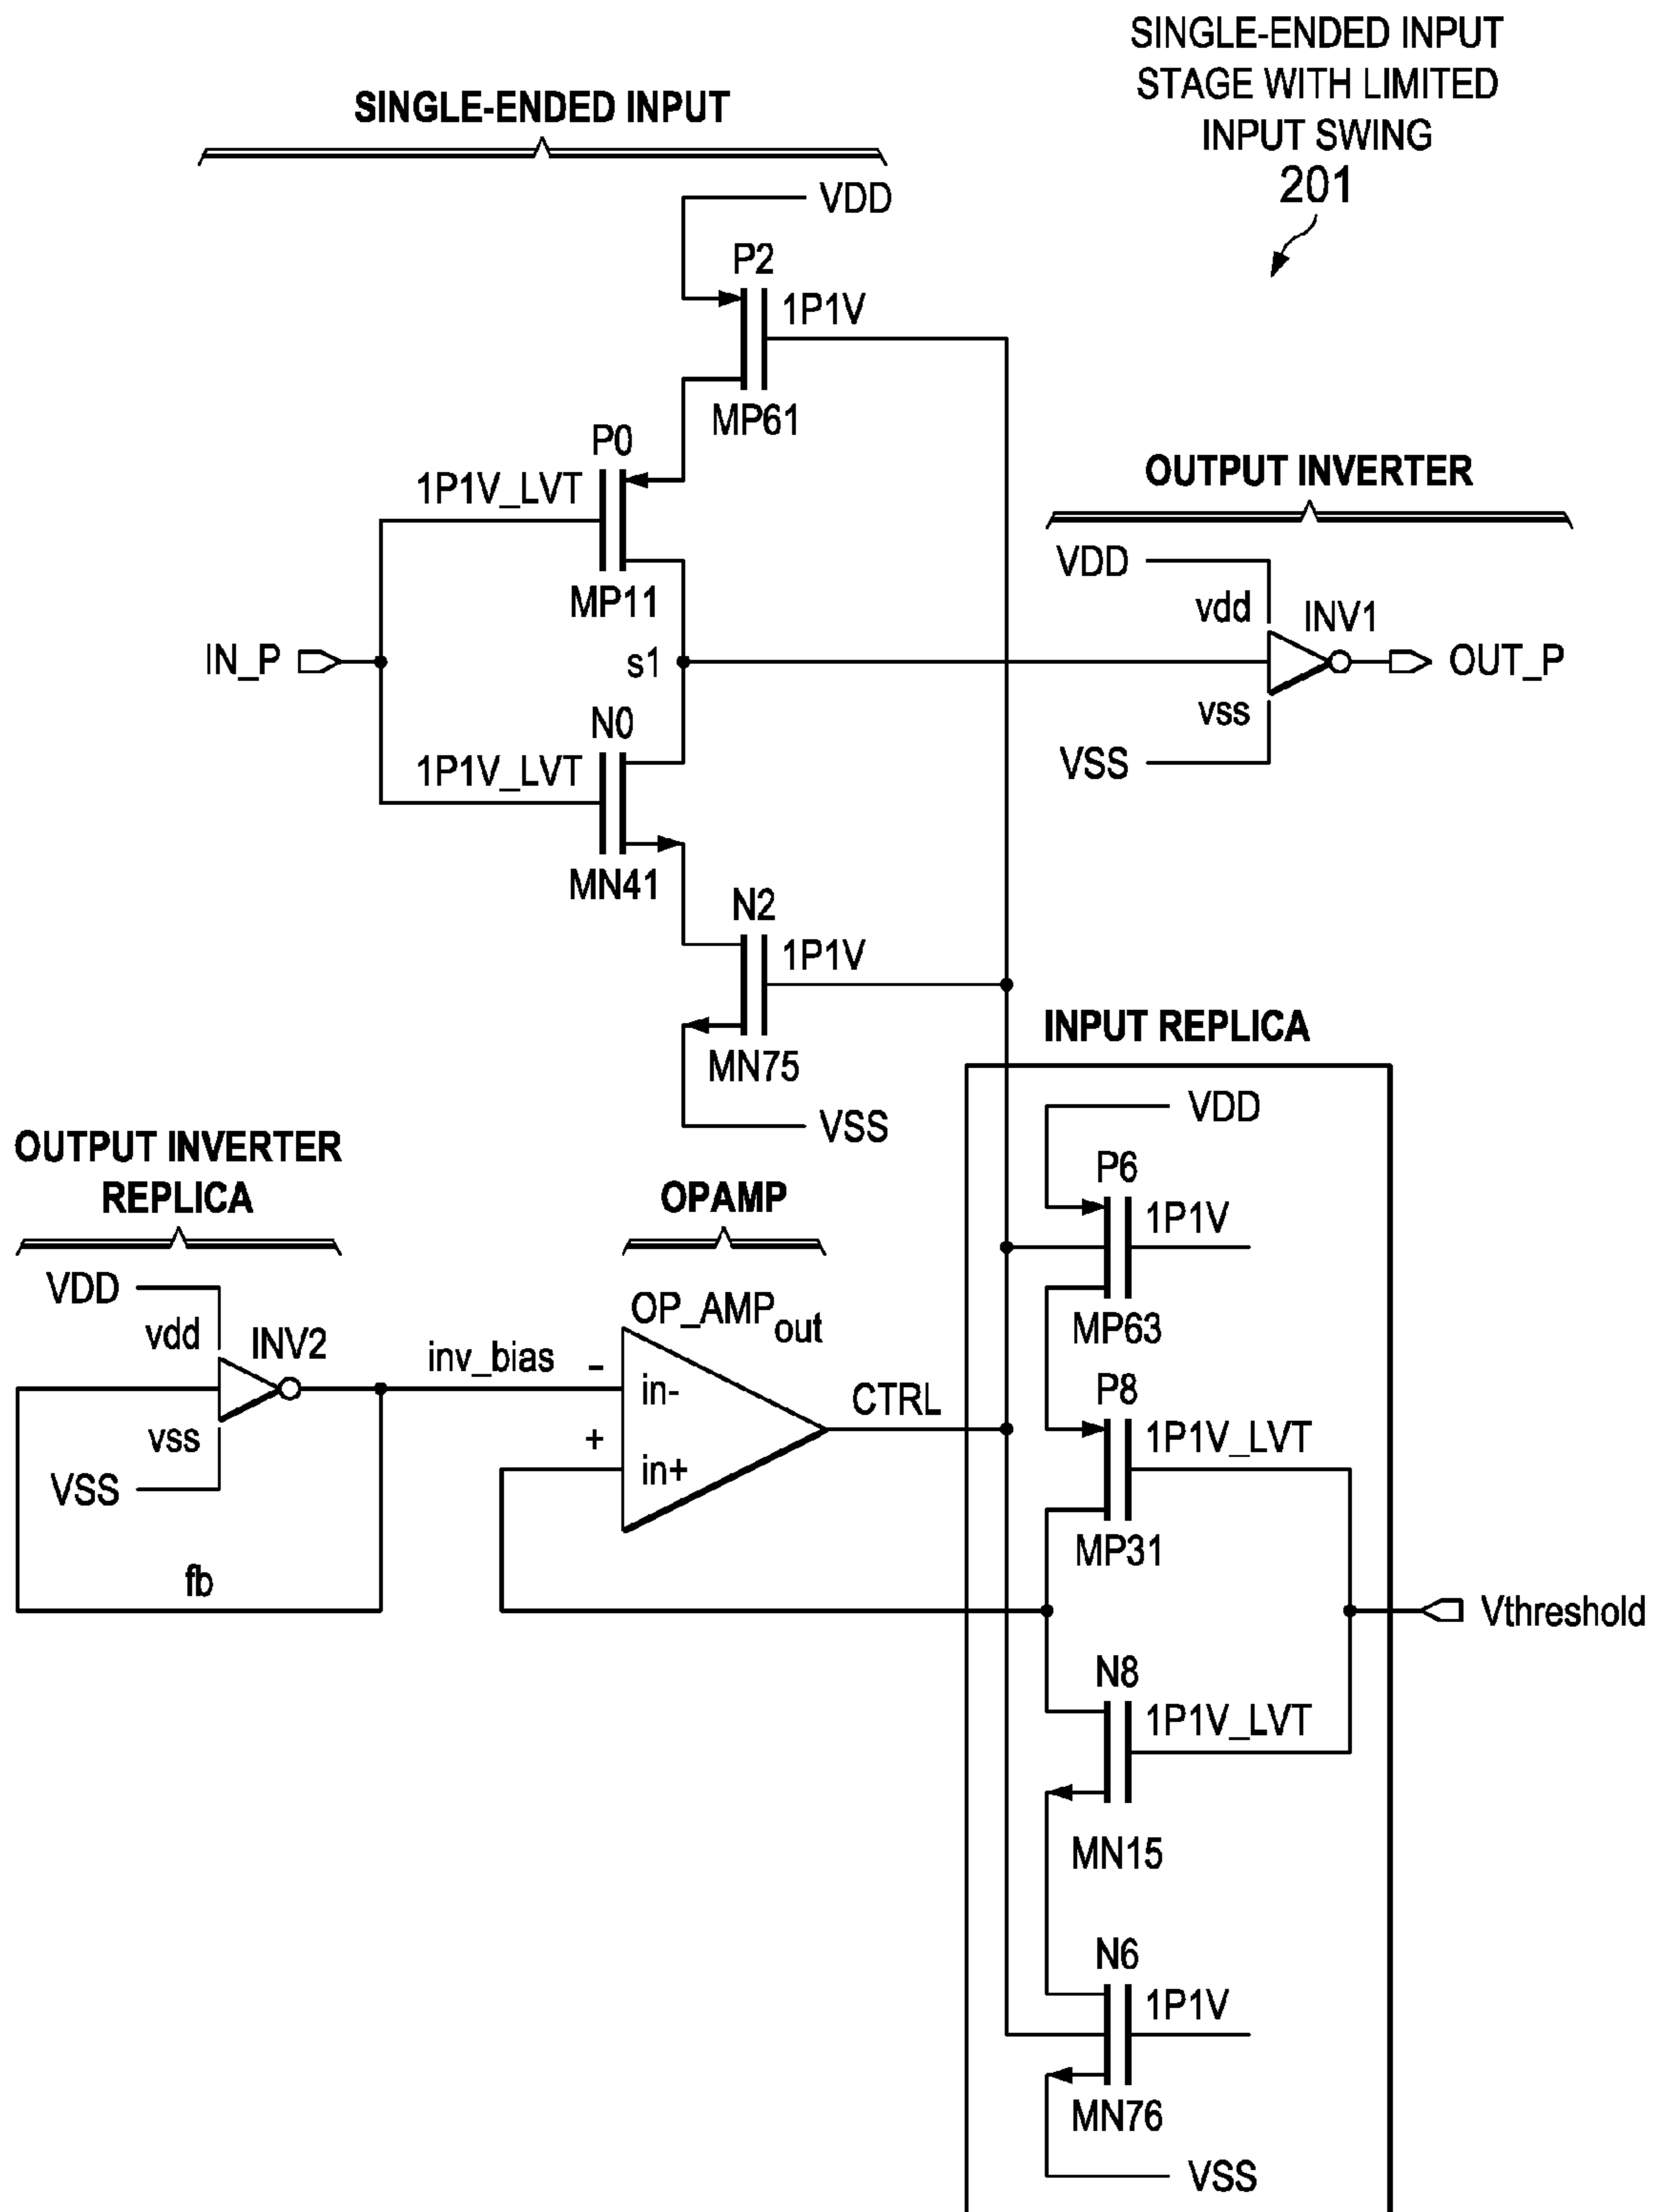 SINGLE-ENDED INPUT
STAGE WITH LIMITED
INPUT SWING
201
SINGLE-ENDED INPUT
VDD
P2
1P1V
MP61
P0
1P1V_LVT
MP11
OUTPUT INVERTER
VDD
vdd
INV1
IN_P
s1
OUT_P
vss
VSS
N0
1P1V_LVT
MN41
N2
1P1V
MN75
VSS
INPUT REPLICA
VDD
P6
1P1V
MP63
P8
1P1V_LVT
MP31
Vthreshold
N8
1P1V_LVT
MN15
N6
1P1V
MN76
VSS
OUTPUT INVERTER
REPLICA
VDD
vdd
INV2
vss
VSS
fb
inv_bias
OPAMP
OP_AMPout
-
in-
+
in+
CTRL